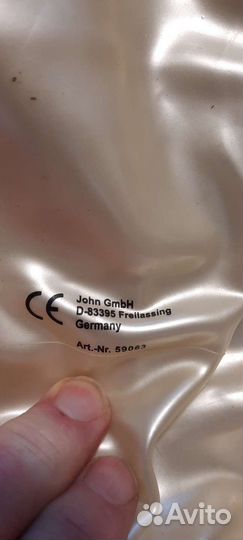 CE
John GmbH
D-83395 Freilassing
Germany
Art.-Nr. 59063
Avito